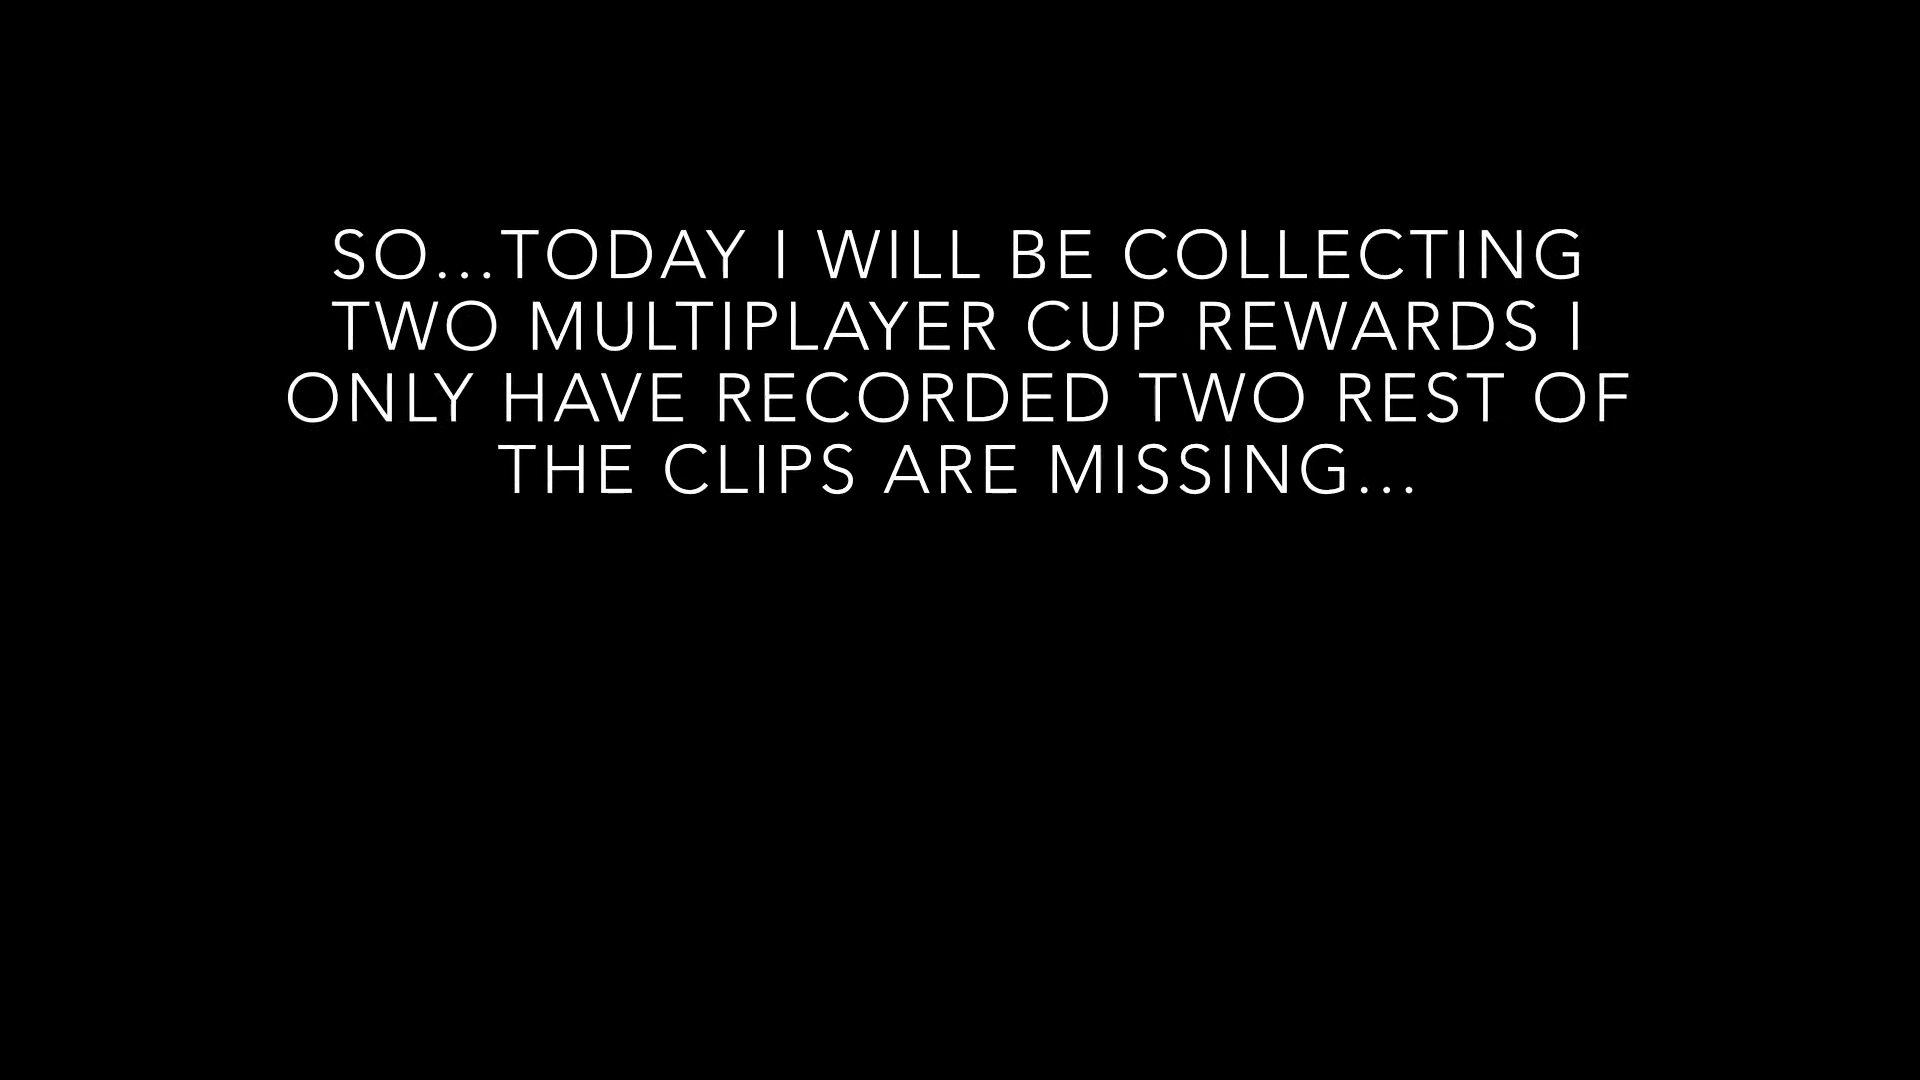 SO...TODAY I WILL BE COLLECTING
TWO MULTIPLAYER CUP REWARDS I
ONLY HAVE RECORDED TWO REST OF
THE CLIPS ARE MISSING...